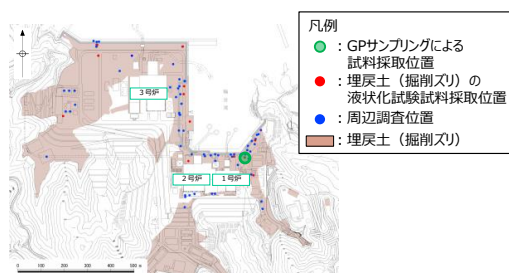 凡例
：GPサンプリングによる
試料採取位置
：埋戻土（掘削ズリ）の
液状化試験試料採取位置
：周辺調査位置
：埋戻土（掘削ズリ）
3号炉
2号炉
1号炉
0 100 200 300 400 500 m